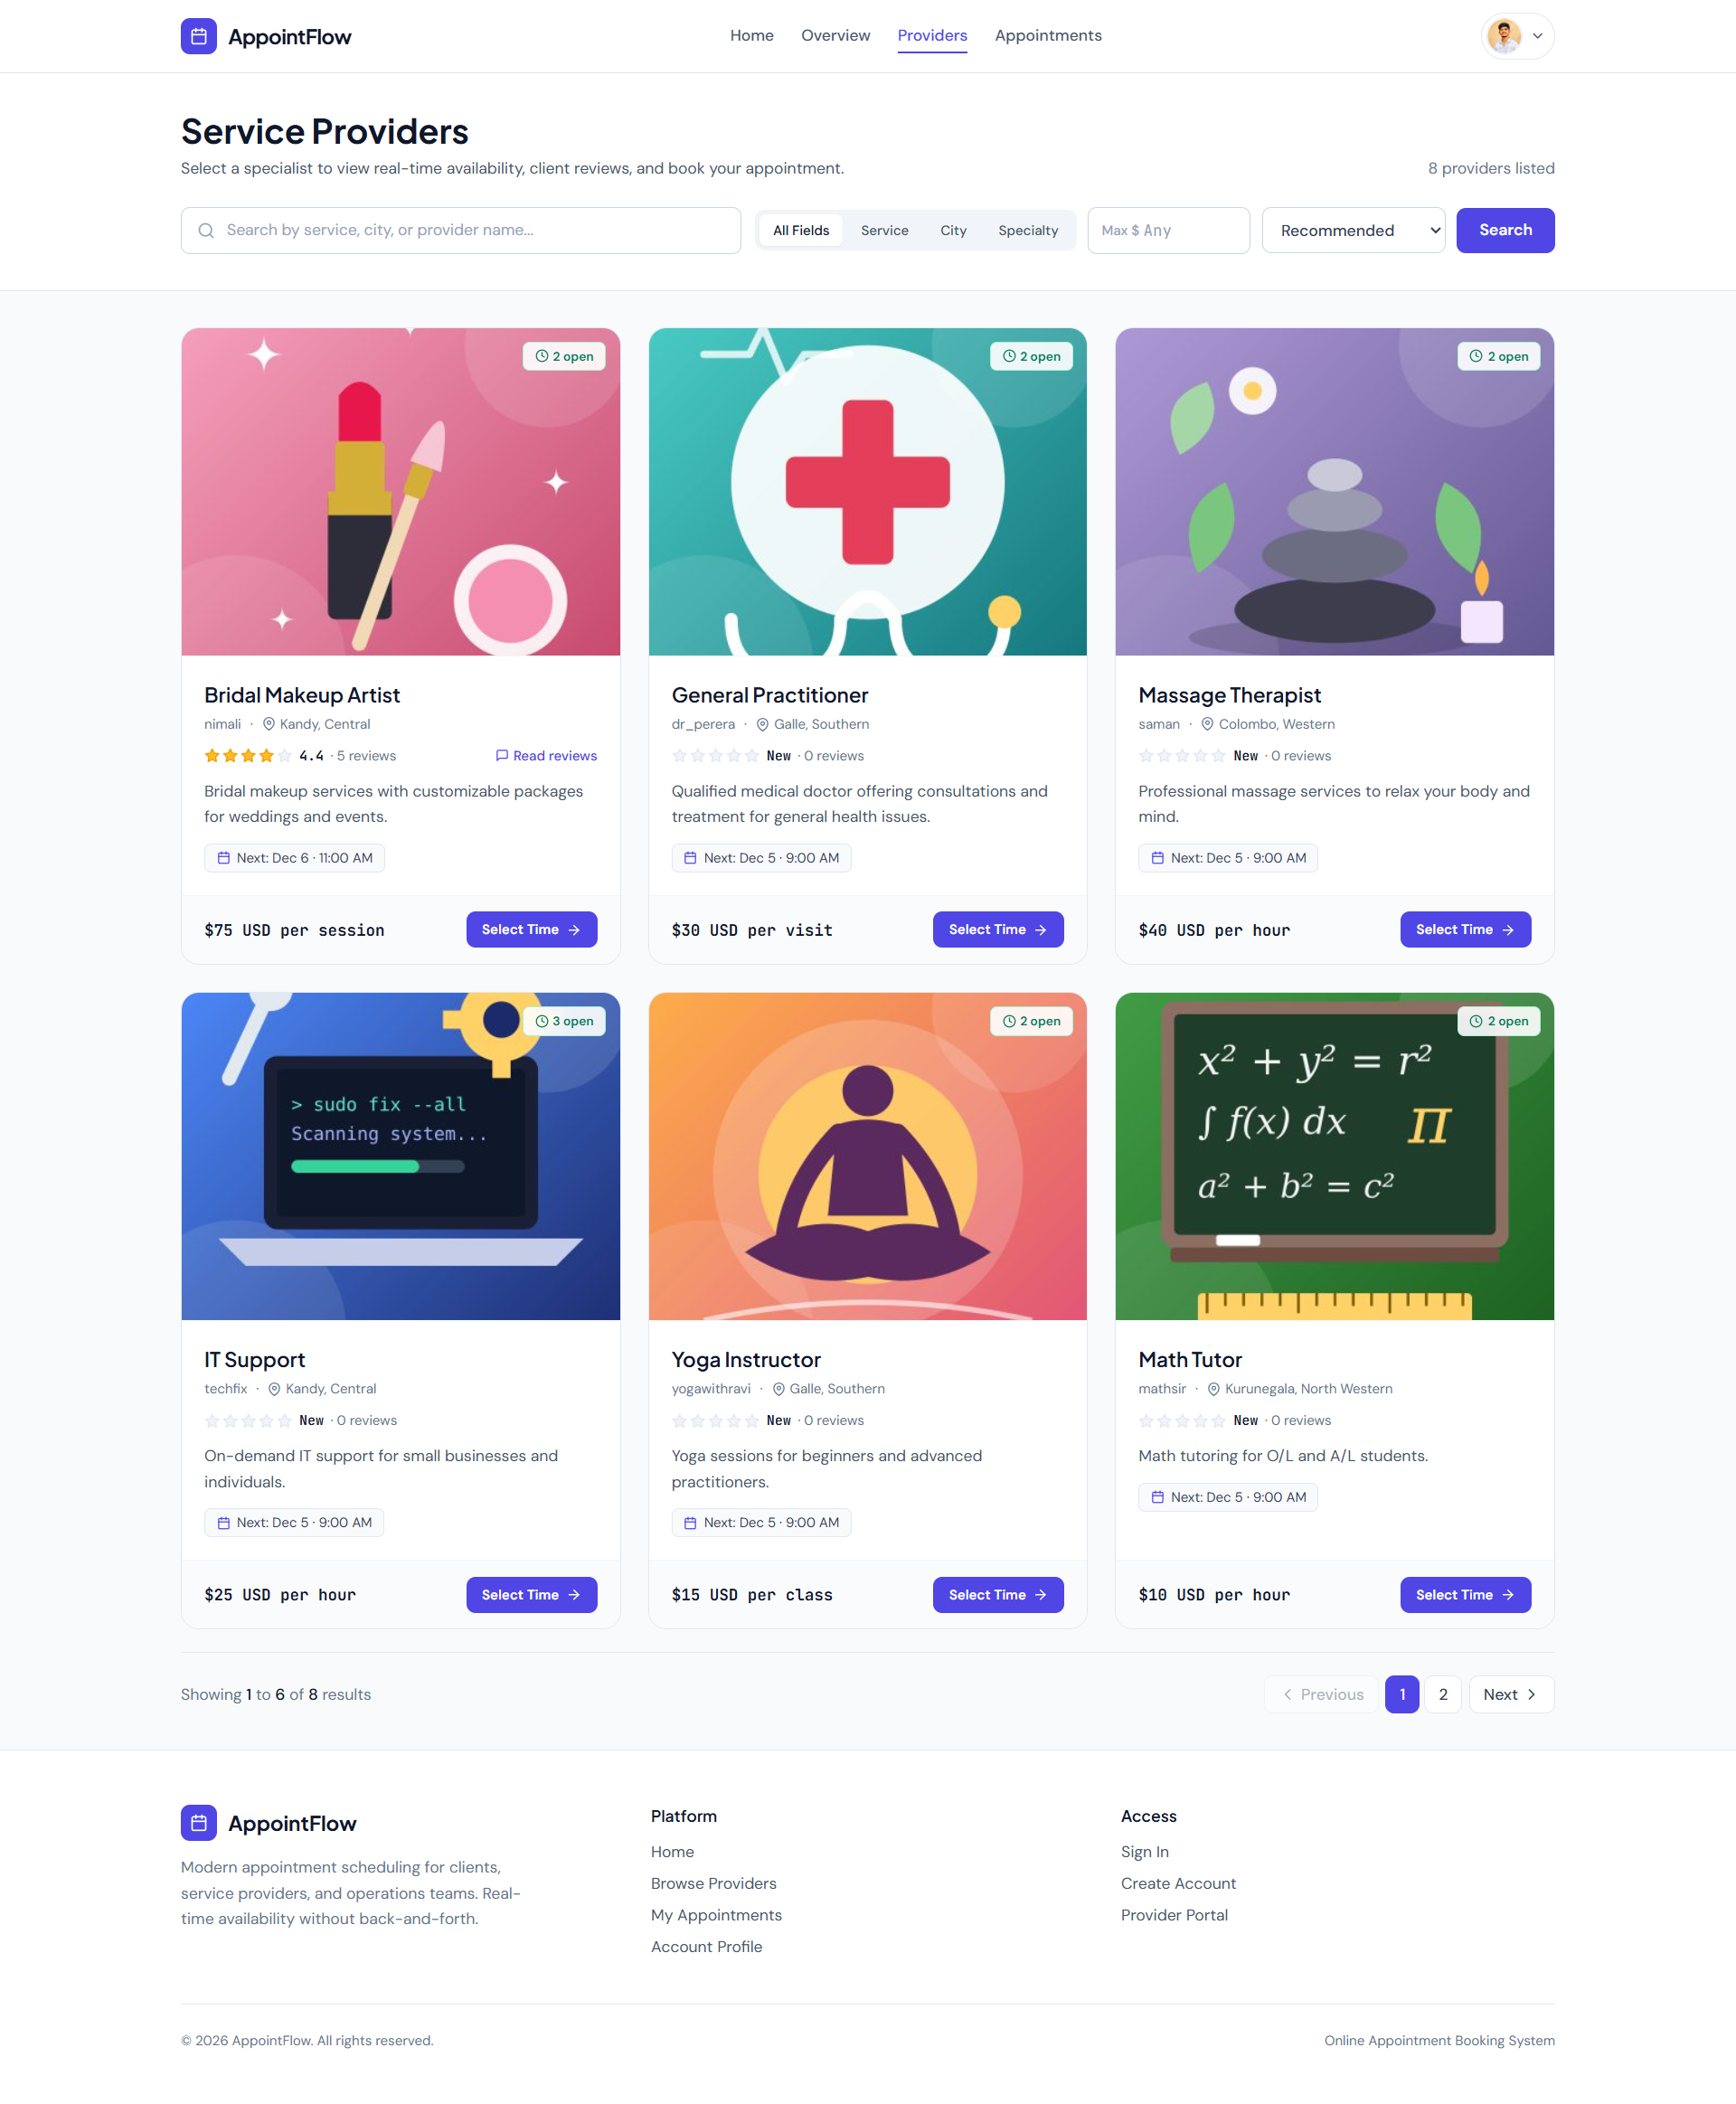 AppointFlow
Home
Overview
Providers
Appointments
Service Providers
Select a specialist to view real-time availability, client reviews, and book your appointment.
8 providers listed
Search by service, city, or provider name...
All Fields
Service
City
Specialty
Max $ Any
Recommended
Search
2 open
Bridal Makeup Artist
nimali · Kandy, Central
4.4 · 5 reviews
Read reviews
Bridal makeup services with customizable packages
for weddings and events.
Next: Dec 6 · 11:00 AM
$75 USD per session
Select Time
2 open
General Practitioner
dr_perera · Galle, Southern
New · 0 reviews
Qualified medical doctor offering consultations and
treatment for general health issues.
Next: Dec 5 · 9:00 AM
$30 USD per visit
Select Time
2 open
Massage Therapist
saman · Colombo, Western
New · 0 reviews
Professional massage services to relax your body and
mind.
Next: Dec 5 · 9:00 AM
$40 USD per hour
Select Time
3 open
> sudo fix --all
Scanning system...
IT Support
techfix · Kandy, Central
New · 0 reviews
On-demand IT support for small businesses and
individuals.
Next: Dec 5 · 9:00 AM
$25 USD per hour
Select Time
2 open
Yoga Instructor
yogawithravi · Galle, Southern
New · 0 reviews
Yoga sessions for beginners and advanced
practitioners.
Next: Dec 5 · 9:00 AM
$15 USD per class
Select Time
2 open
x² + y² = r²
∫ f(x) dx
π
a² + b² = c²
Math Tutor
mathsir · Kurunegala, North Western
New · 0 reviews
Math tutoring for O/L and A/L students.
Next: Dec 5 · 9:00 AM
$10 USD per hour
Select Time
Showing 1 to 6 of 8 results
Previous
1
2
Next
AppointFlow
Modern appointment scheduling for clients,
service providers, and operations teams. Real-
time availability without back-and-forth.
Platform
Home
Browse Providers
My Appointments
Account Profile
Access
Sign In
Create Account
Provider Portal
© 2026 AppointFlow. All rights reserved.
Online Appointment Booking System